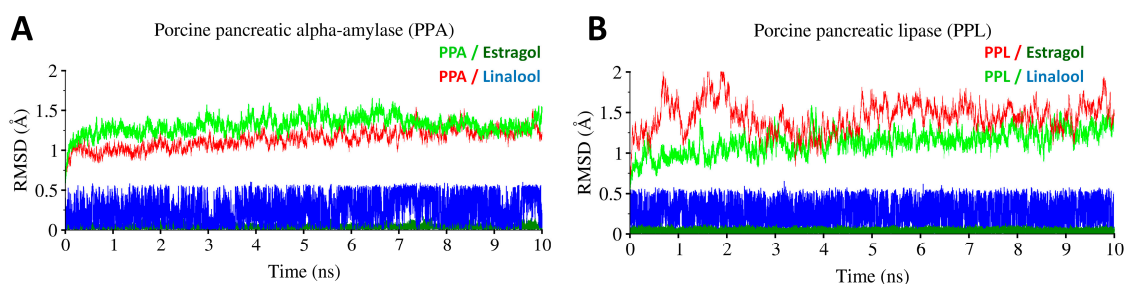 A
Porcine pancreatic alpha-amylase (PPA)
PPA / Estragol
PPA / Linalool
RMSD (Å)
2
1.5
1
0.5
0
0 1 2 3 4 5 6 7 8 9 10
Time (ns)
B
Porcine pancreatic lipase (PPL)
PPL / Estragol
PPL / Linalool
RMSD (Å)
2
1.5
1
0.5
0
0 1 2 3 4 5 6 7 8 9 10
Time (ns)